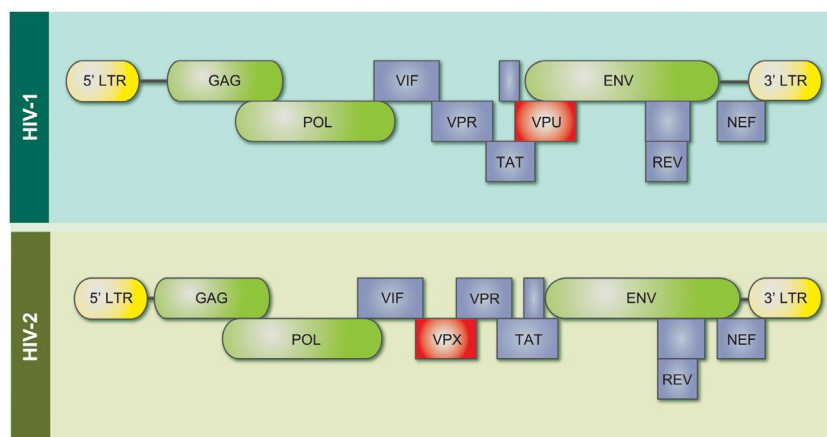 HIV-1
5' LTR
GAG
VIF
ENV
3' LTR
POL
VPR
VPU
NEF
TAT
REV
HIV-2
5' LTR
GAG
VIF
VPR
ENV
3' LTR
POL
VPX
TAT
NEF
REV